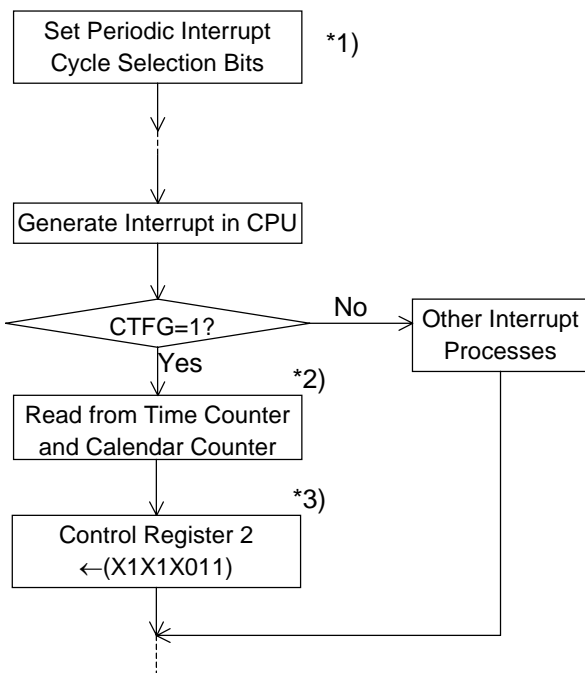 Set Periodic Interrupt
Cycle Selection Bits
*1)
Generate Interrupt in CPU
CTFG=1?
No
Other Interrupt
Processes
Yes
*2)
Read from Time Counter
and Calendar Counter
*3)
Control Register 2
←(X1X1X011)